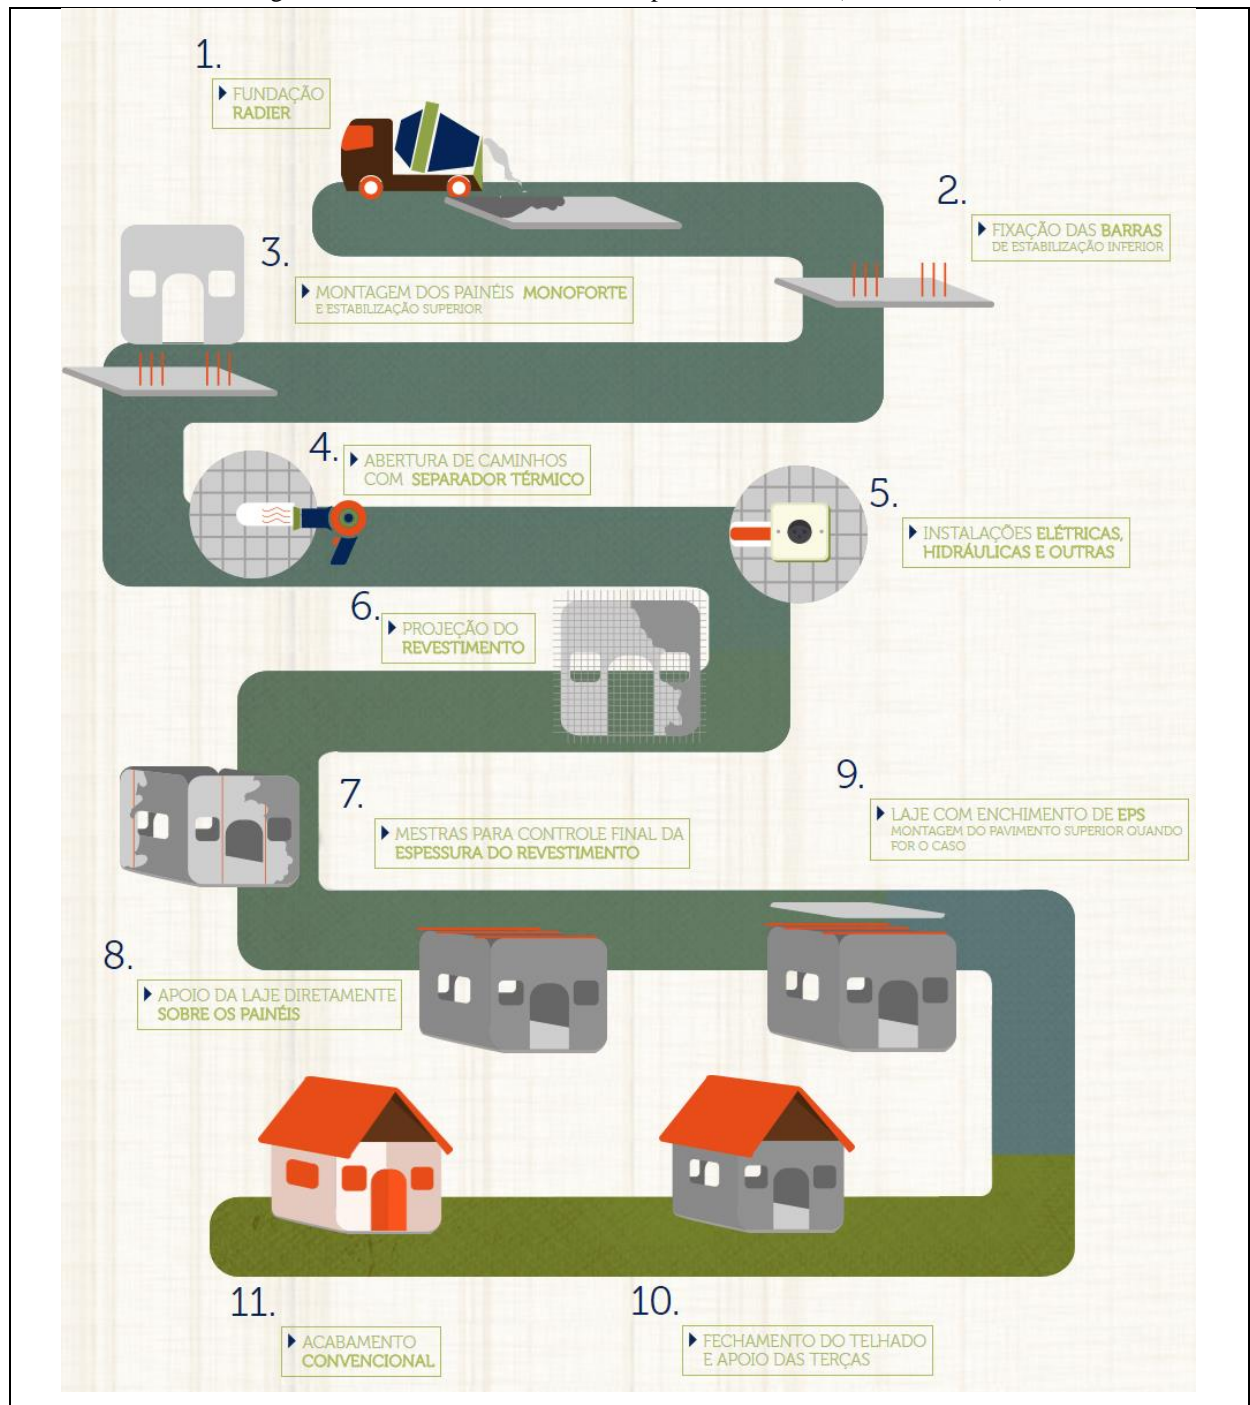 1.
FUNDAÇÃO
RADIER
2.
FIXAÇÃO DAS BARRAS
DE ESTABILIZAÇÃO INFERIOR
3.
MONTAGEM DOS PAINÉIS MONOFORTE
E ESTABILIZAÇÃO SUPERIOR
4.
ABERTURA DE CAMINHOS
COM SEPARADOR TÉRMICO
5.
INSTALAÇÕES ELÉTRICAS,
HIDRÁULICAS E OUTRAS
6.
PROJEÇÃO DO
REVESTIMENTO
7.
MESTRAS PARA CONTROLE FINAL DA
ESPESSURA DO REVESTIMENTO
8.
APOIO DA LAJE DIRETAMENTE
SOBRE OS PAINÉIS
9.
LAJE COM ENCHIMENTO DE EPS
MONTAGEM DO PAVIMENTO SUPERIOR QUANDO
FOR O CASO
10.
FECHAMENTO DO TELHADO
E APOIO DAS TERÇAS
11.
ACABAMENTO
CONVENCIONAL